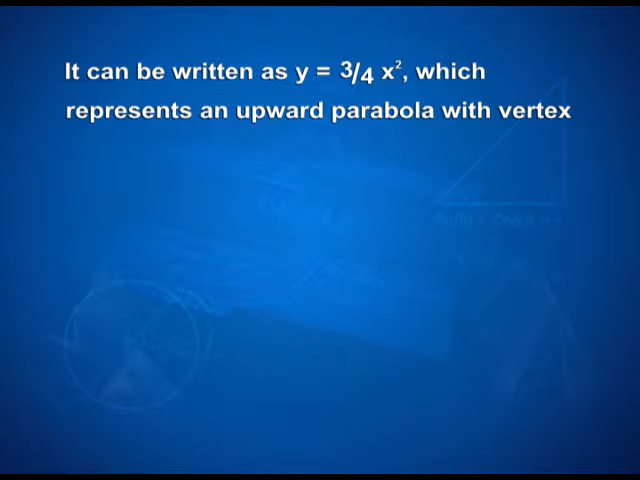 It can be written as y = 3/4 x², which
represents an upward parabola with vertex